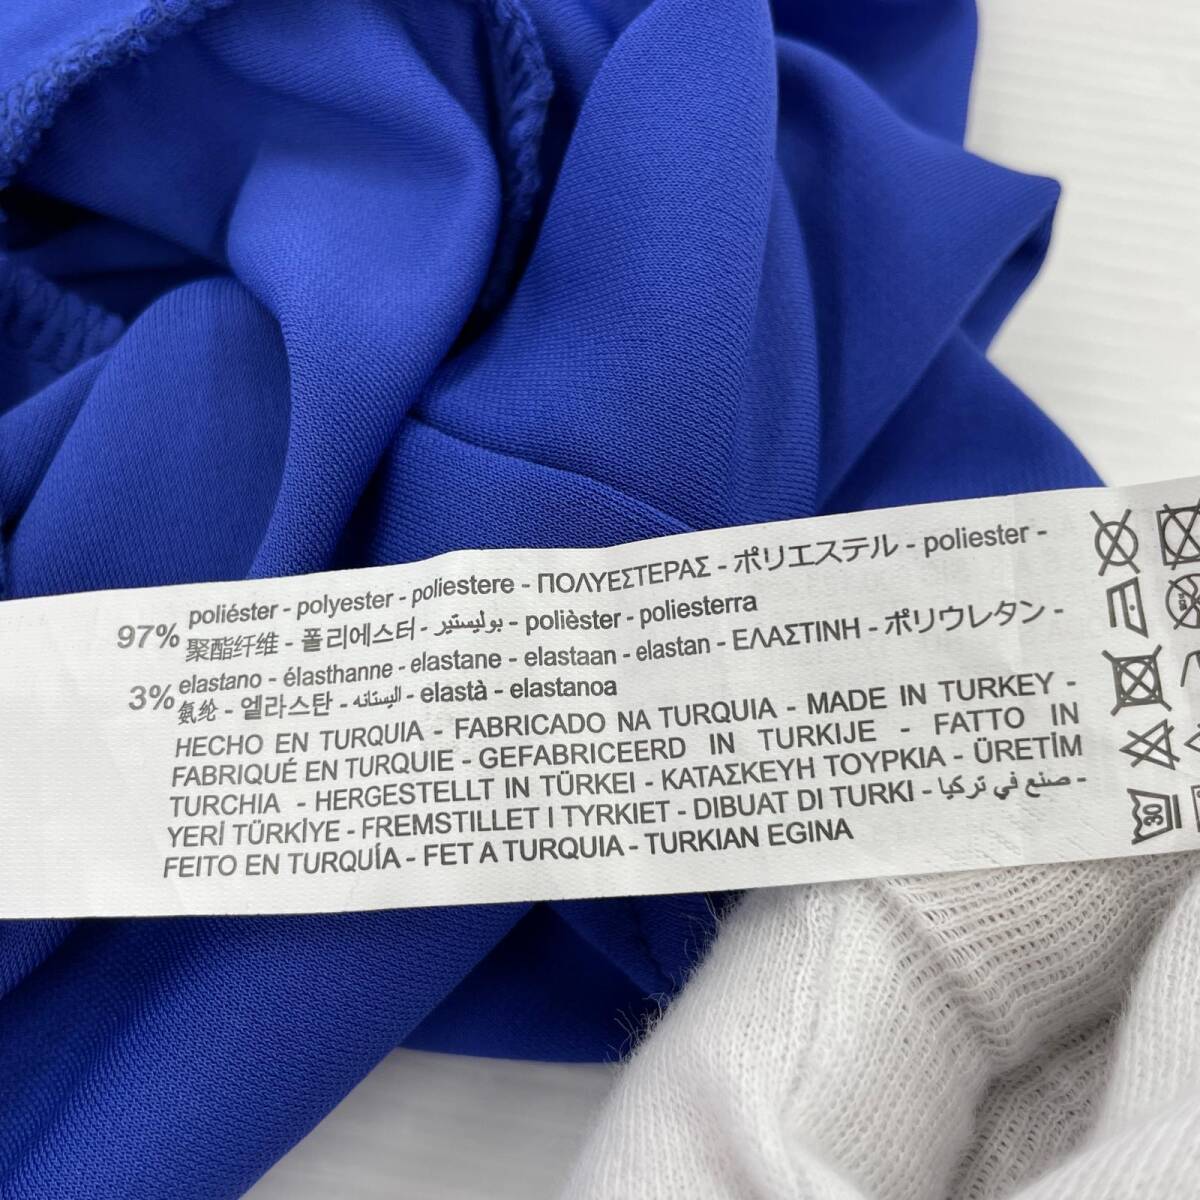 97% poliéster - polyester - poliestere - ΠΟΛΥΕΣΤΕΡΑΣ - ポリエステル - poliester -
聚酯纤维 - 폴리에스터 - بوليستير - polièster - poliesterra
3% elastano - élasthanne - elastane - elastaan - elastan - ΕΛΑΣΤΙΝΗ - ポリウレタン -
氨纶 - 엘라스탄 - اليستانه - elastà - elastanoa
HECHO EN TURQUIA - FABRICADO NA TURQUIA - MADE IN TURKEY -
FABRIQUÉ EN TURQUIE - GEFABRICEERD IN TURKIJE - FATTO IN
TURCHIA - HERGESTELLT IN TÜRKEI - ΚΑΤΑΣΚΕΥΗ ΤΟΥΡΚΙΑ - ÜRETİM
YERİ TÜRKİYE - FREMSTILLET I TYRKIET - DIBUAT DI TURKI - صنع في تركيا -
FEITO EN TURQUÍA - FET A TURQUIA - TURKIAN EGINA
30